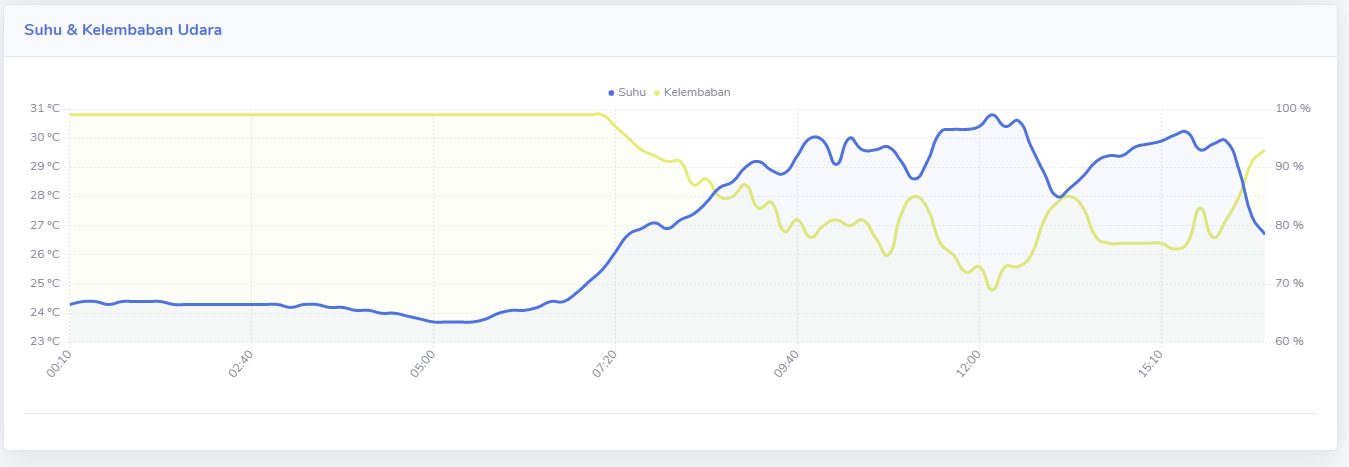 Suhu & Kelembaban Udara
Suhu Kelembaban
31 °C 100 %
30 °C
29 °C 90 %
28 °C
27 °C 80 %
26 °C
25 °C 70 %
24 °C
23 °C 60 %
00:10 02:40 05:00 07:20 09:40 12:00 15:10